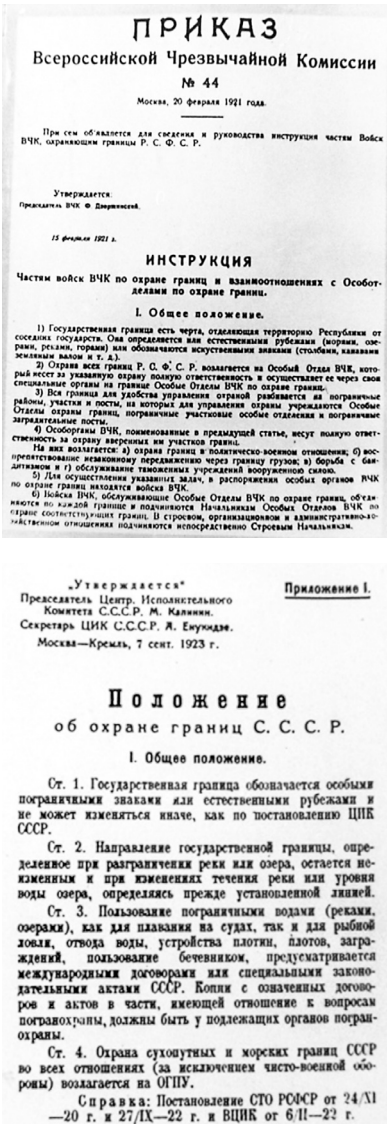 ПРИКАЗ
Всероссийской Чрезвычайной Комиссии
№ 44
Москва, 20 февраля 1921 года.
При сем об'является для сведения и руководства инструкция частям Войск
ВЧК, охраняющим границы Р. С. Ф. С. Р.
Утверждается:
Председатель ВЧК Ф. Дзержинский.
15 февраля 1921 г.
ИНСТРУКЦИЯ
Частям войск ВЧК по охране границ и взаимоотношениях с Особот-
делами по охране границ.
I. Общее положение.
1) Государственная граница есть черта, отделяющая территорию Республики от
соседних государств. Она определяется или естественными рубежами (морями, озе-
рами, реками, горами) или обозначаются искуственными знаками (столбами, канавами
земляным валом и т. д.).
2) Охрана всех границ Р. С. Ф. С. Р. возлагается на Особый Отдел ВЧК, кото-
рый несет за указанную охрану полную ответственность и осуществляет ее через свои
специальные органы на границе Особые Отделы ВЧК по охране границ.
3) Вся граница для удобства управления охраной разбивается на пограничные
районы, участки и посты, на которых для управления охраны учреждаются Особые
Отделы охраны границ, пограничные участковые особые отделения и пограничные
заградительные посты.
4) Особорганы ВЧК, поименованные в предыдущей статье, несут полную ответ-
ственность за охрану вверенных им участков границ.
На них возлагается: а) охрана границ в политическо-военном отношении; б) вос-
препятствование незаконному передвижению через границу грузов; в) борьба с бан-
дитизмом и г) обслуживание таможенных учреждений вооруженной силою.
5) Для осуществления указанных задач, в распоряжении особых органов ВЧК
по охране границ находятся войска ВЧК.
6) Войска ВЧК, обслуживающие Особые Отделы ВЧК по охране границ, об'еди-
няются по каждой границе и подчиняются Начальникам Особых Отделов ВЧК по
охране соответствующих границ. В строевом, организационном и административно-хо-
зяйственном отношениях подчиняются непосредственно Строевым Начальникам.
„Утверждается"
Председатель Центр. Исполнктельного
Комитета С.С.С.Р. М. Калинин.
Секретарь ЦИК С.С.С.Р. А. Енукидзе.
Москва—Кремль, 7 сент. 1923 г.
Приложение I.
Положение
об охране границ С. С. С. Р.
I. Общее положение.
Ст. 1. Государственная граница обозначается особыми
пограничными знаками или естественными рубежами и
не может изменяться иначе, как по постановлению ЦИК
СССР.
Ст. 2. Направление государственной границы, опре-
деленное при разграничении реки или озера, остается не-
изменным и при изменениях течения реки или уровня
воды озера, определяясь прежде установленной линией.
Ст. 3. Пользование пограничными водами (реками,
озерами), как для плавания на судах, так и для рыбной
ловли, отвода воды, устройства плотин, плотов, загра-
ждений, пользование бечевником, предусматривается
международными договорами или специальными законо-
дательными актами СССР. Копии с означенных догово-
ров и актов в части, имеющей отношение к вопросам
погранохраны, должны быть у подлежащих органов погран-
охраны.
Ст. 4. Охрана сухопутных и морских границ СССР
во всех отношениях (за исключением чисто-военной обо-
роны) возлагается на ОГПУ.
Справка: Постановление СТО РСФСР от 24/XI
—20 г. и 27/IX—22 г. и ВЦИК от 6/II—22 г.